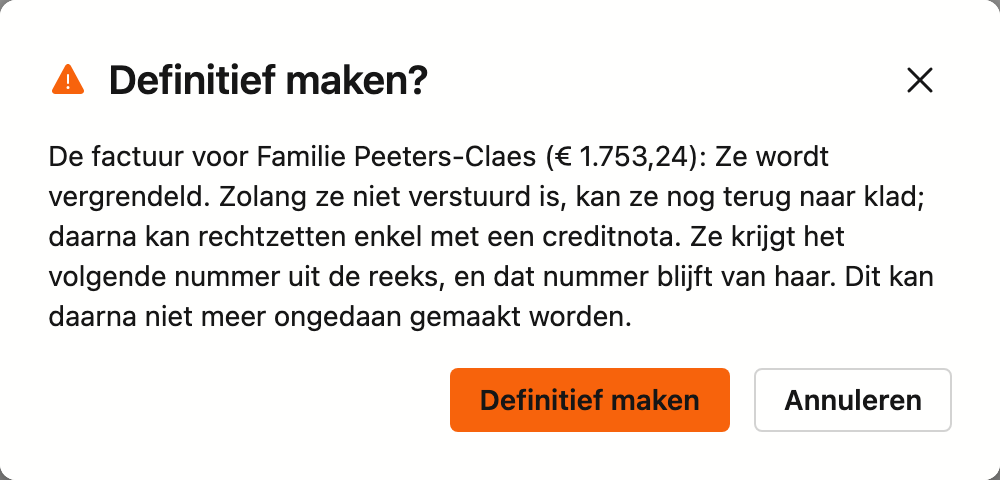 Definitief maken?
De factuur voor Familie Peeters-Claes (€ 1.753,24): Ze wordt
vergrendeld. Zolang ze niet verstuurd is, kan ze nog terug naar klad;
daarna kan rechtzetten enkel met een creditnota. Ze krijgt het
volgende nummer uit de reeks, en dat nummer blijft van haar. Dit kan
daarna niet meer ongedaan gemaakt worden.
Definitief maken
Annuleren